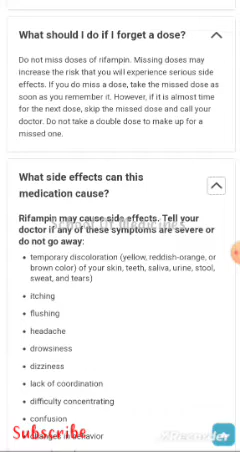 What should I do if I forget a dose?
Do not miss doses of rifampin. Missing doses may
increase the risk that you will experience serious side
effects. If you do miss a dose, take the missed dose as
soon as you remember it. However, if it is almost time
for the next dose, skip the missed dose and call your
doctor. Do not take a double dose to make up for a
missed one.
What side effects can this
medication cause?
Rifampin may cause side effects. Tell your
doctor if any of these symptoms are severe or
do not go away:
• temporary discoloration (yellow, reddish-orange, or
brown color) of your skin, teeth, saliva, urine, stool,
sweat, and tears)
• itching
• flushing
• headache
• drowsiness
• dizziness
• lack of coordination
• difficulty concentrating
• confusion
• changes in behavior
Subscribe
Recorder